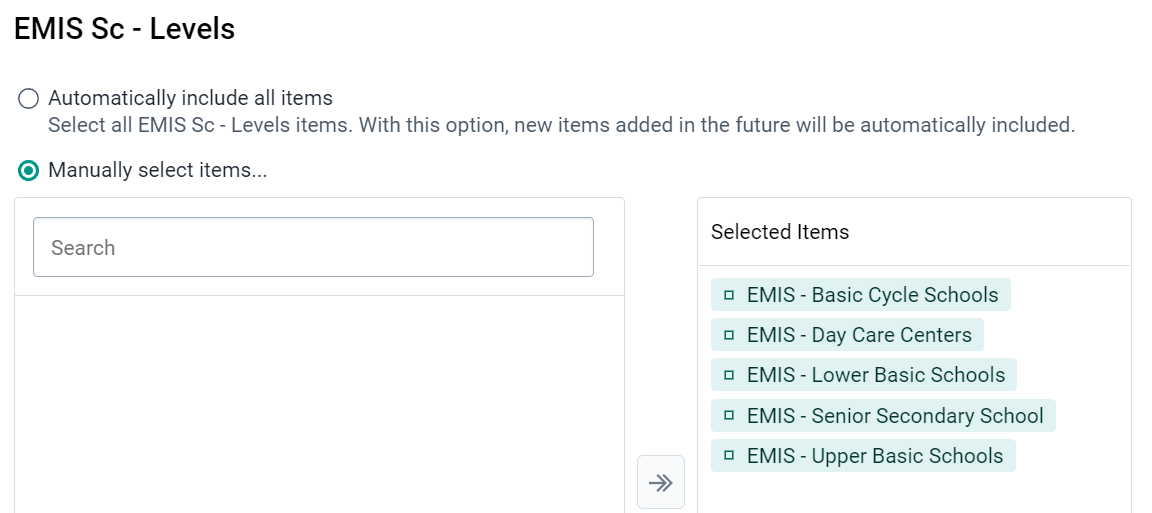 EMIS Sc - Levels
Automatically include all items
Select all EMIS Sc - Levels items. With this option, new items added in the future will be automatically included.
Manually select items...
Search
Selected Items
EMIS - Basic Cycle Schools
EMIS - Day Care Centers
EMIS - Lower Basic Schools
EMIS - Senior Secondary School
EMIS - Upper Basic Schools